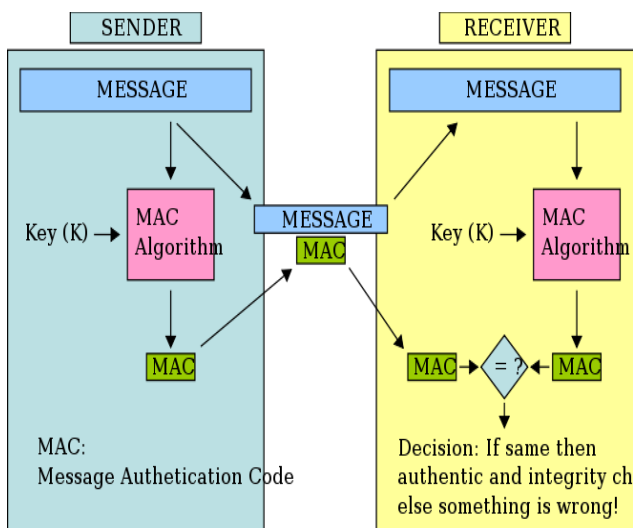 SENDER
RECEIVER
MESSAGE
MESSAGE
MAC
Algorithm
Key (K)
MESSAGE
MAC
MAC
Algorithm
Key (K)
MAC
MAC
= ?
MAC
MAC:
Message Authetication Code
Decision: If same then
authentic and integrity ch
else something is wrong!